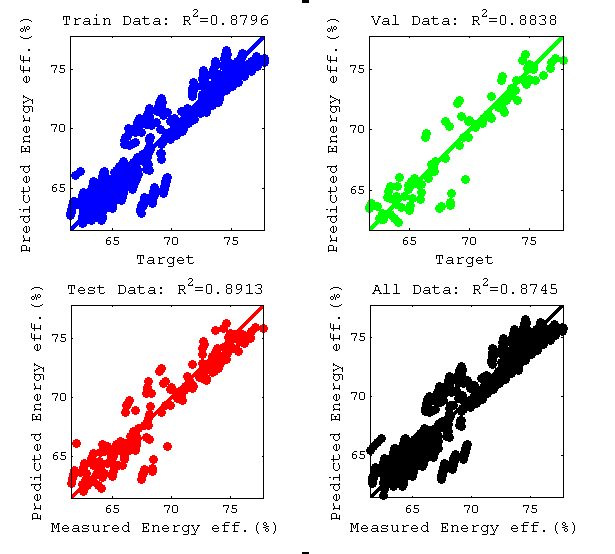 Train Data: R2=0.8796
Predicted Energy eff.(%)
75
70
65
65 70 75
Target
Val Data: R2=0.8838
Predicted Energy eff.(%)
75
70
65
65 70 75
Target
Test Data: R2=0.8913
Predicted Energy eff.(%)
75
70
65
65 70 75
Measured Energy eff.(%)
All Data: R2=0.8745
Predicted Energy eff.(%)
75
70
65
65 70 75
Measured Energy eff.(%)